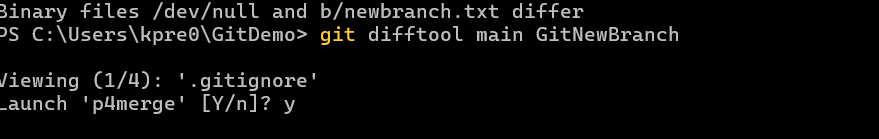 Binary files /dev/null and b/newbranch.txt differ
PS C:\Users\kpre0\GitDemo> git difftool main GitNewBranch
Viewing (1/4): '.gitignore'
Launch 'p4merge' [Y/n]? y